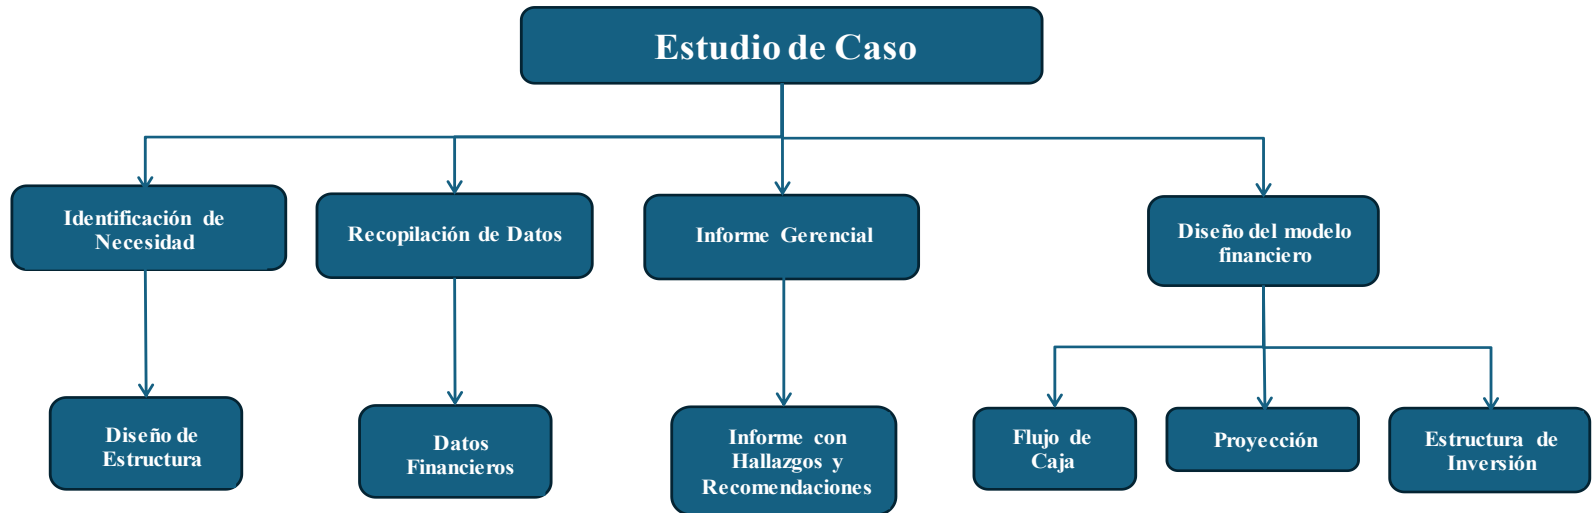 Estudio de Caso
Identificación de
Necesidad
Recopilación de Datos
Informe Gerencial
Diseño del modelo
financiero
Diseño de
Estructura
Datos
Financieros
Informe con
Hallazgos y
Recomendaciones
Flujo de
Caja
Proyección
Estructura de
Inversión